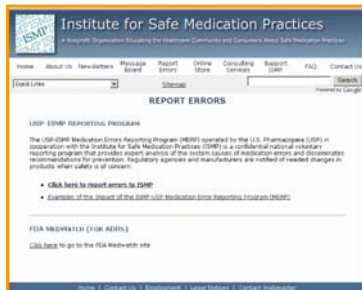 ISMP
Institute for Safe Medication Practices
A Nonprofit Organization Educating the Healthcare Community and Consumers About Safe Medication Practices
Home About Us Newsletters Message Board Report Errors Online Store Consulting Services Support ISMP FAQ Contact Us
Quick Links Sitemap Search
Powered by Google
REPORT ERRORS
USP-ISMP MEDICATION ERRORS REPORTING PROGRAM
The USP-ISMP Medication Errors Reporting Program (MERP) operated by the U.S. Pharmacopeia (USP) in
cooperation with the Institute for Safe Medication Practices (ISMP) is a confidential national voluntary
reporting program that provides expert analysis of the system causes of medication errors and disseminates
recommendations for prevention. Regulatory agencies and manufacturers are notified of needed changes in
products when safety is of concern.
Click here to report errors to ISMP
Examples of the Impact of the ISMP-USP Medication Error Reporting Program (MERP)
FDA MEDWATCH (FOR ADRS)
Click here to go to the FDA Medwatch site
Home | Contact Us | Employment | Legal Notices | Contact Webmaster